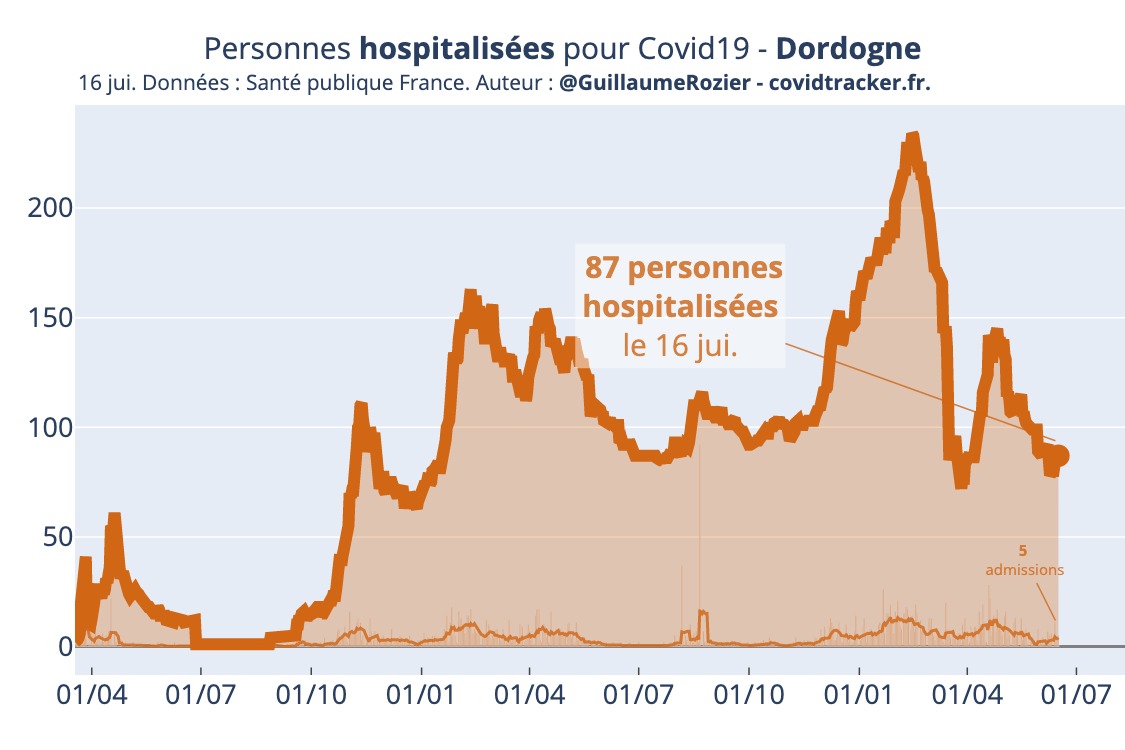 Personnes hospitalisées pour Covid19 - Dordogne
16 jui. Données : Santé publique France. Auteur : @GuillaumeRozier - covidtracker.fr.
200
150
100
50
0
87 personnes
hospitalisées
le 16 jui.
5
admissions
01/04 01/07 01/10 01/01 01/04 01/07 01/10 01/01 01/04 01/07